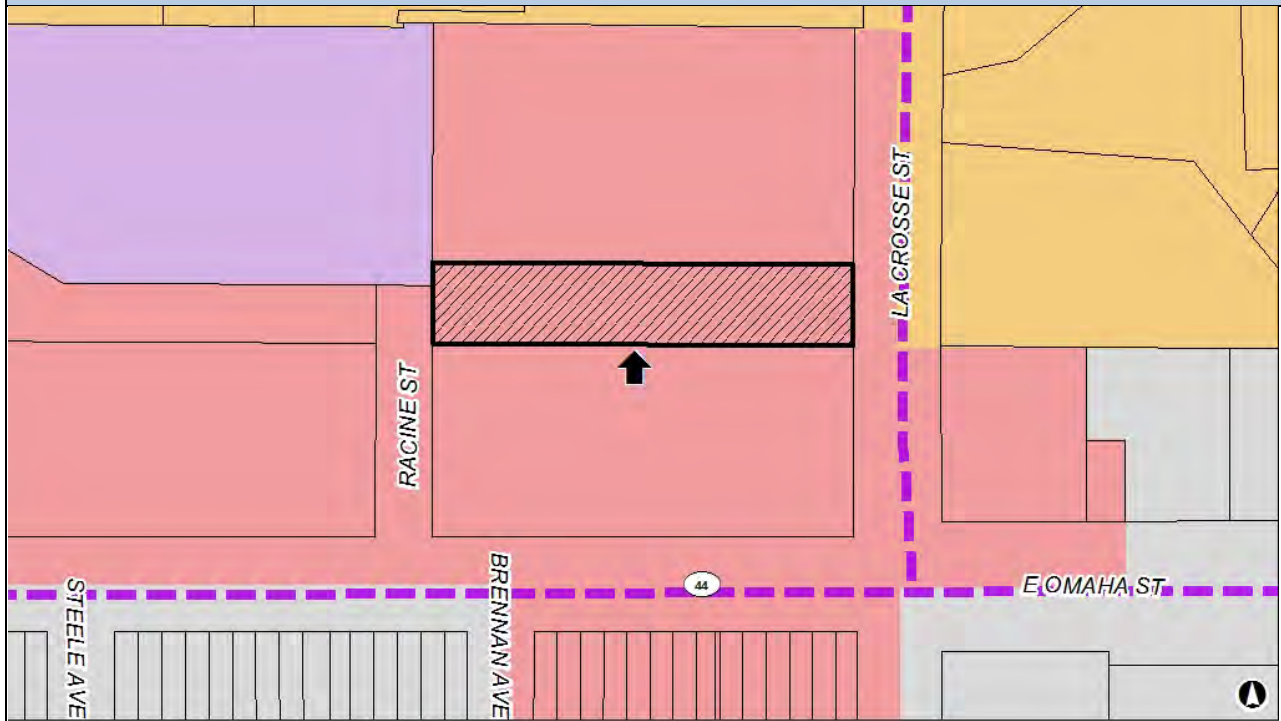 LA CROSSE ST
RACINE ST
BRENNAN AVE
STEELE AVE
44
E OMAHA ST